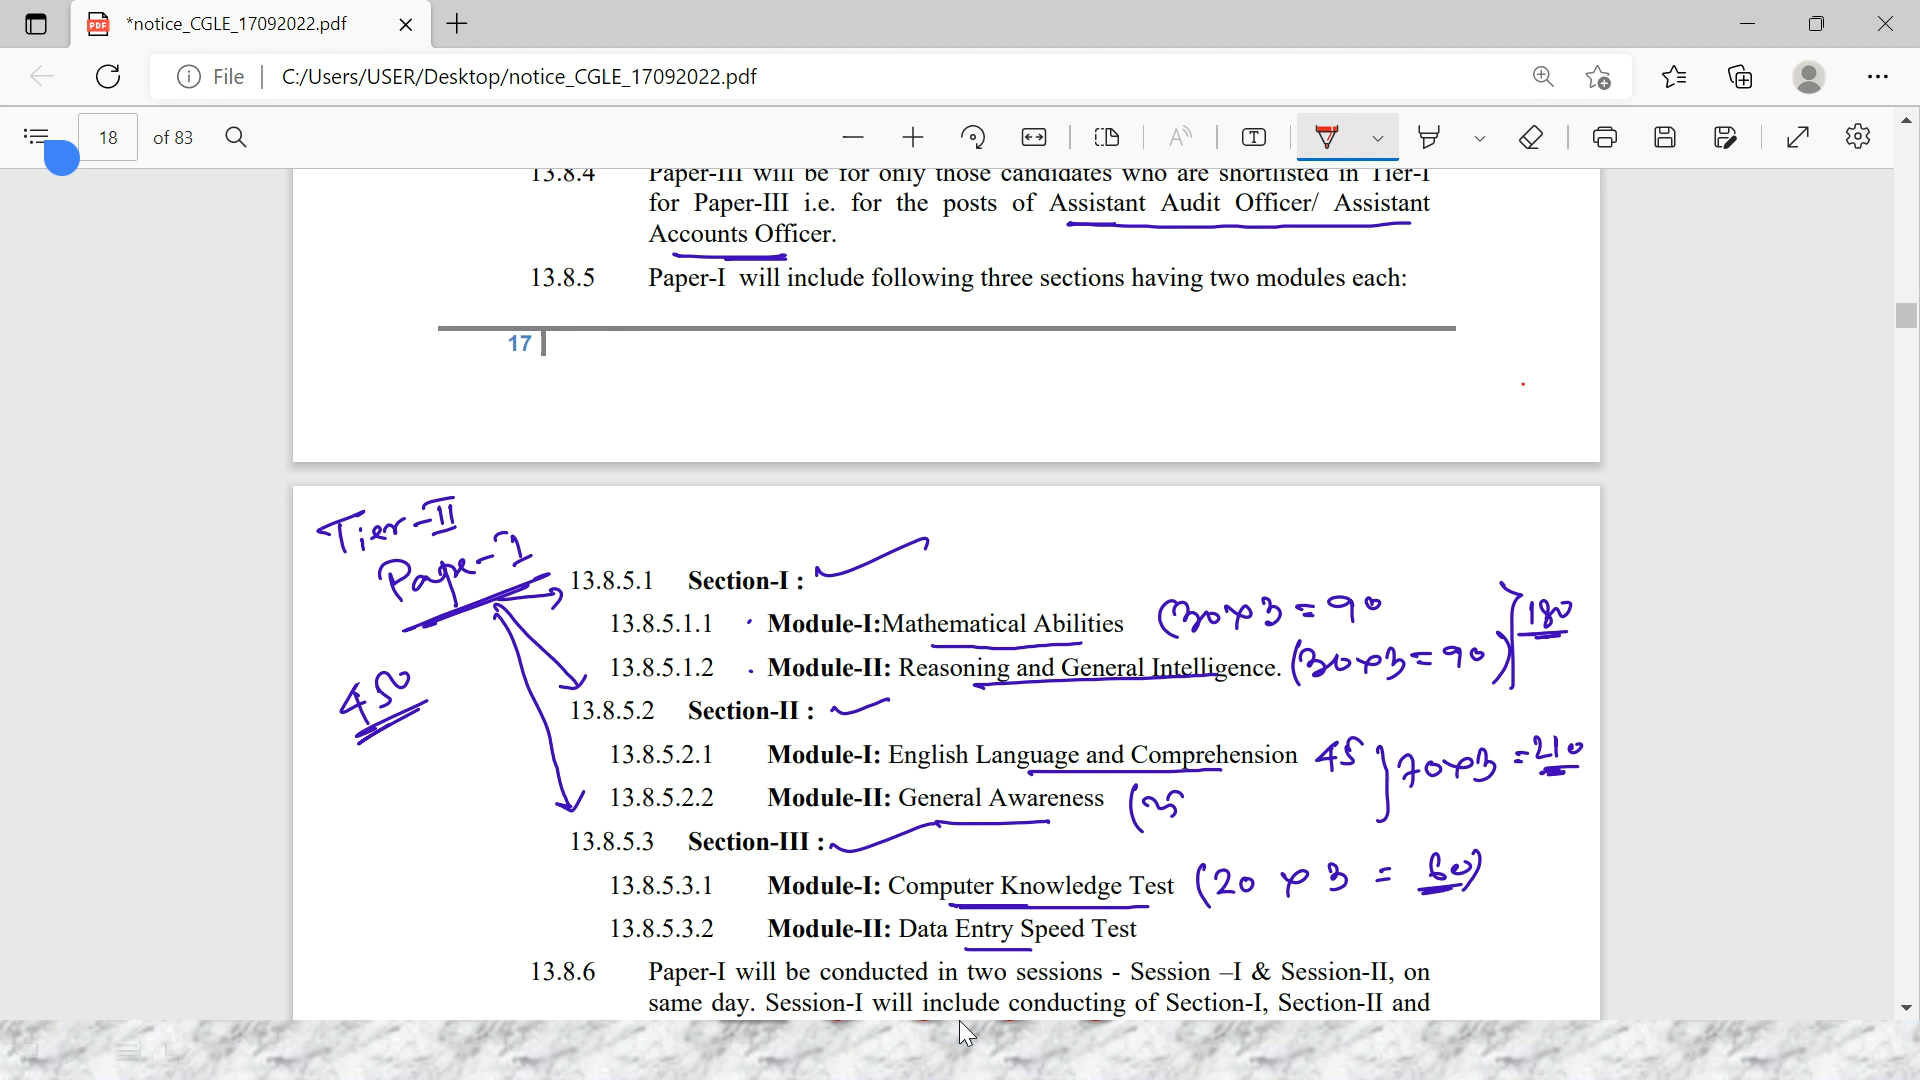 *notice_CGLE_17092022.pdf
File | C:/Users/USER/Desktop/notice_CGLE_17092022.pdf
18 of 83
13.8.4 Paper-III will be for only those candidates who are shortlisted in Tier-I
for Paper-III i.e. for the posts of Assistant Audit Officer/ Assistant
Accounts Officer.
13.8.5 Paper-I will include following three sections having two modules each:
17
Tier-II
Pape-I
13.8.5.1 Section-I :
13.8.5.1.1 Module-I:Mathematical Abilities (30x3 = 90
180
13.8.5.1.2 Module-II: Reasoning and General Intelligence. (30x3=90)
450
13.8.5.2 Section-II :
13.8.5.2.1 Module-I: English Language and Comprehension 45
70x3 =210
13.8.5.2.2 Module-II: General Awareness (25
13.8.5.3 Section-III :
13.8.5.3.1 Module-I: Computer Knowledge Test (20 x 3 = 60)
13.8.5.3.2 Module-II: Data Entry Speed Test
13.8.6 Paper-I will be conducted in two sessions - Session –I & Session-II, on
same day. Session-I will include conducting of Section-I, Section-II and